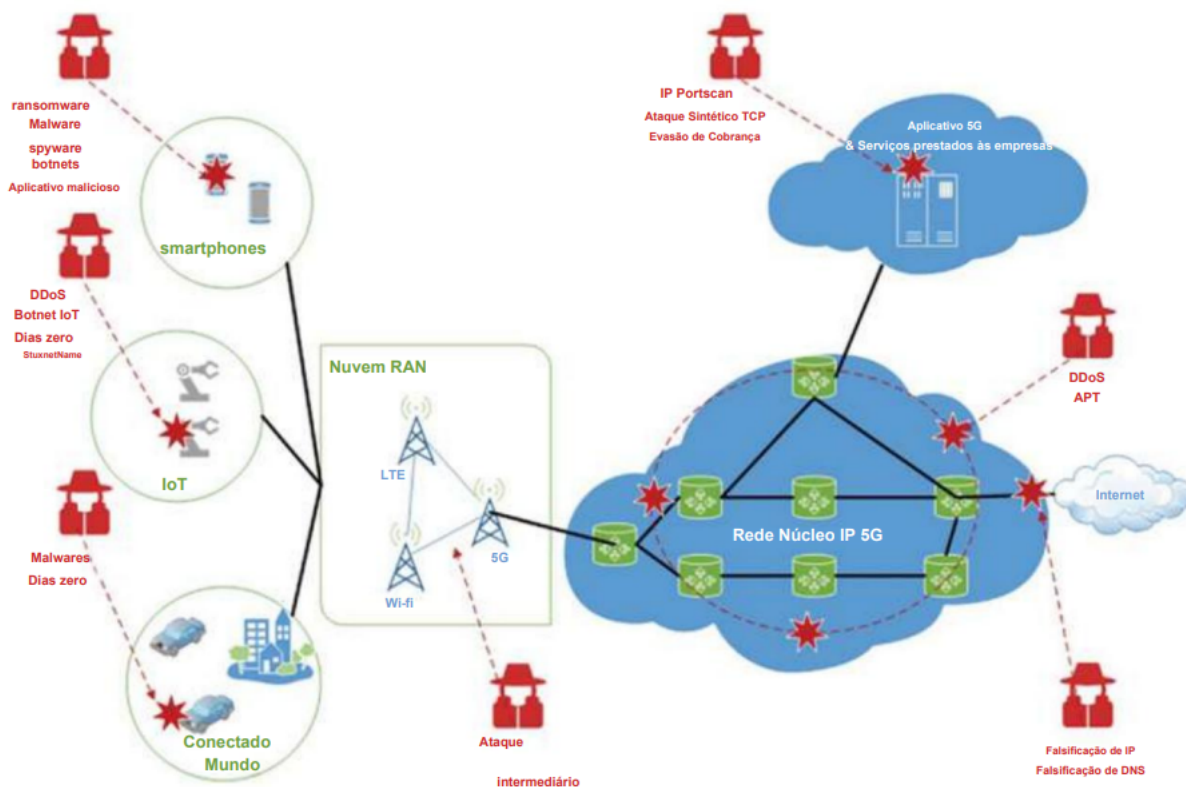 ransomware
Malware
spyware
botnets
Aplicativo malicioso
smartphones
DDoS
Botnet IoT
Dias zero
StuxnetName
IoT
Malwares
Dias zero
Conectado
Mundo
Nuvem RAN
LTE
5G
Wi-fi
Ataque
intermediário
IP Portscan
Ataque Sintético TCP
Evasão de Cobrança
Aplicativo 5G
& Serviços prestados às empresas
DDoS
APT
Rede Núcleo IP 5G
Internet
Falsificação de IP
Falsificação de DNS